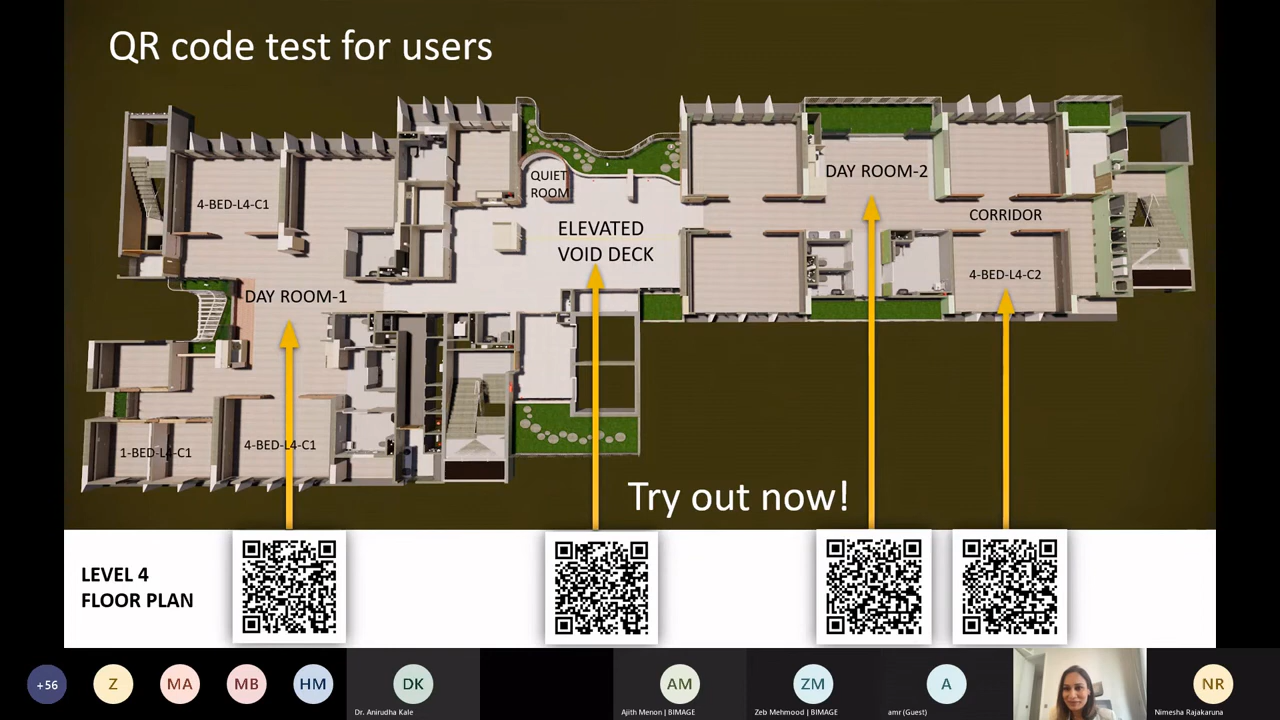 QR code test for users
QUIET
ROOM
DAY ROOM-2
4-BED-L4-C1
CORRIDOR
ELEVATED
VOID DECK
4-BED-L4-C2
DAY ROOM-1
4-BED-L4-C1
1-BED-L4-C1
Try out now!
LEVEL 4
FLOOR PLAN
+56
Z
MA
MB
HM
DK
AM
ZM
A
NR
Dr. Anirudha Kale
Ajith Menon | BIMAGE
Zeb Mehmood | BIMAGE
amr (Guest)
Nimesha Rajakaruna